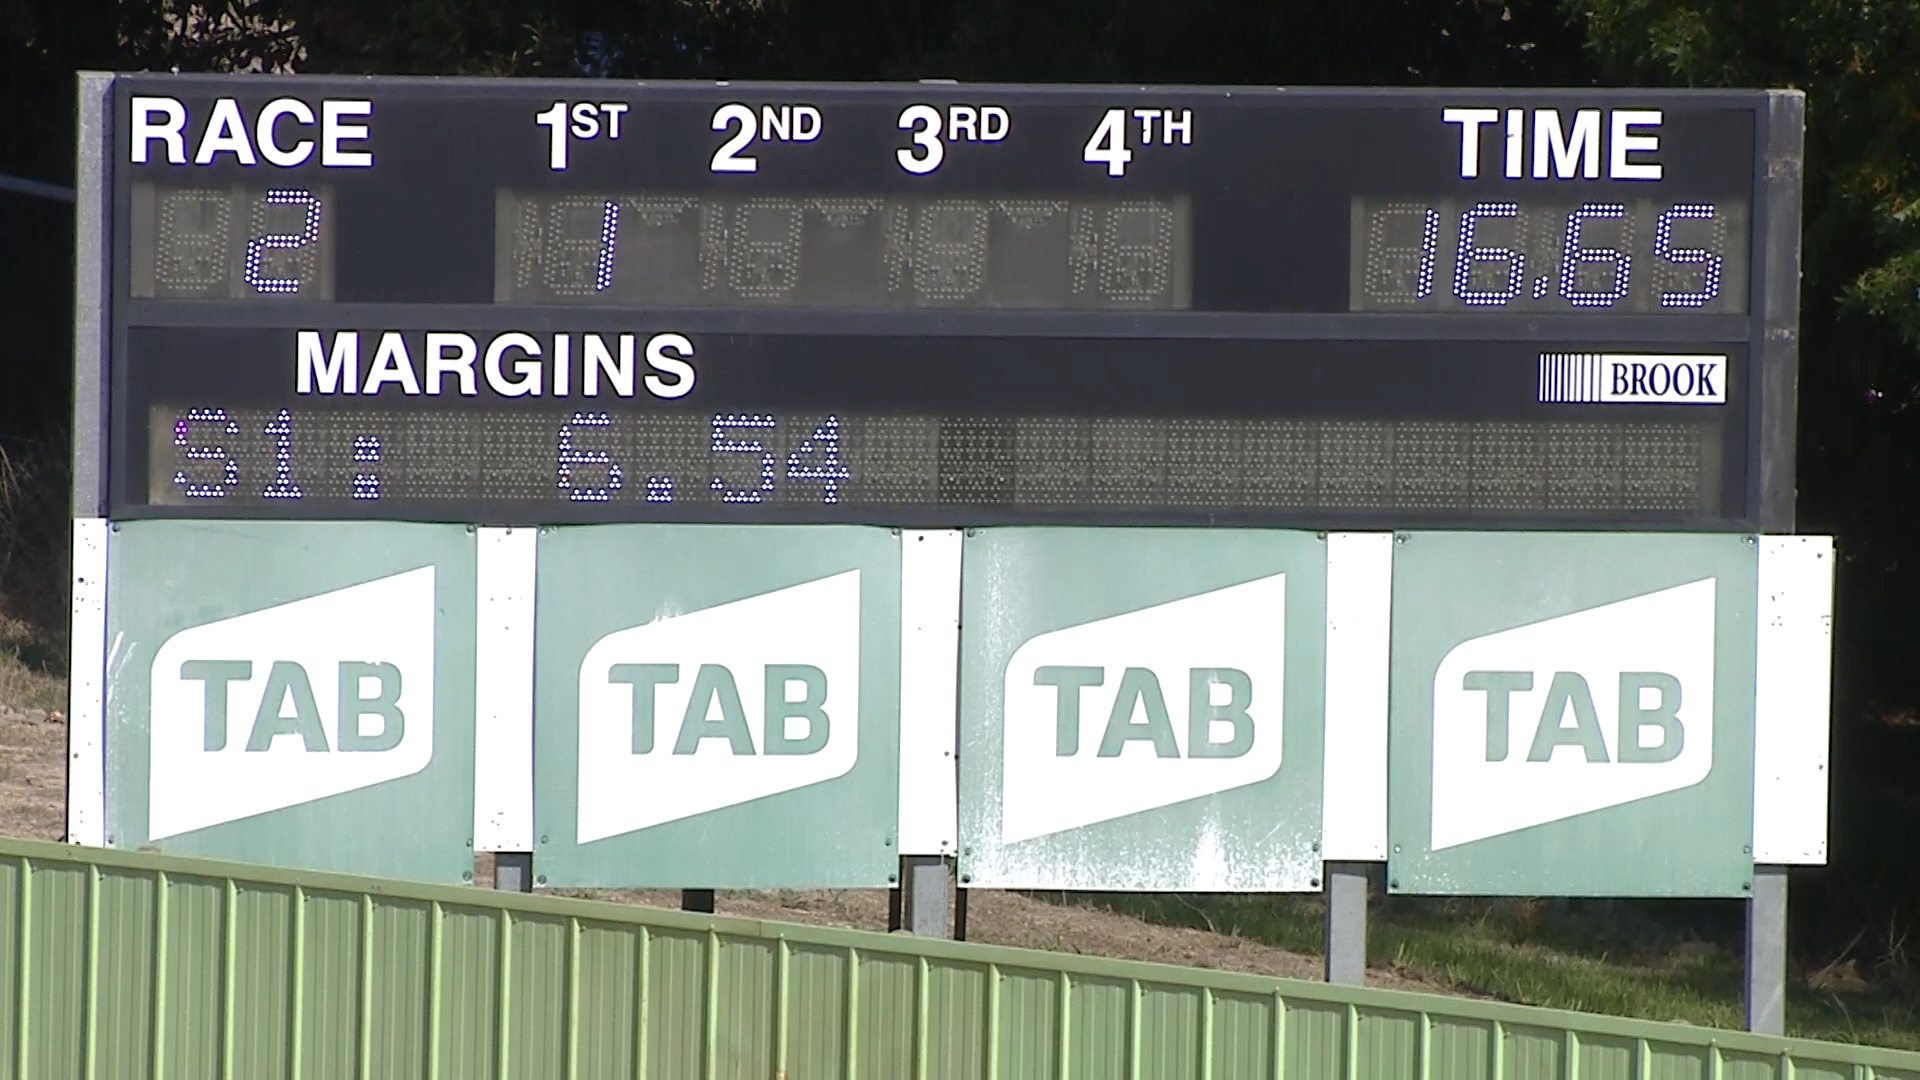 RACE 1ST 2ND 3RD 4TH TIME
2 1 16.65
MARGINS
BROOK
S1: 6.54
TAB TAB TAB TAB